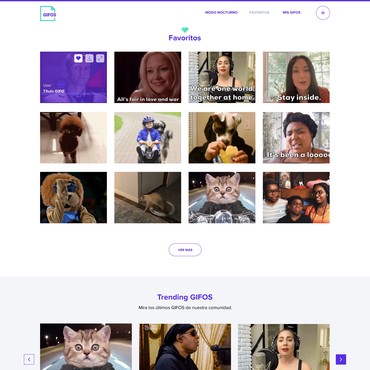 GIFOS
MODO NOCTURNO
FAVORITOS
MIS GIFOS
Favoritos
User
Título GIFO
All's fair in love and war
We are one world,
together at home.
Stay inside.
It's been a looooo
VER MÁS
Trending GIFOS
Mira los últimos GIFOS de nuestra comunidad.